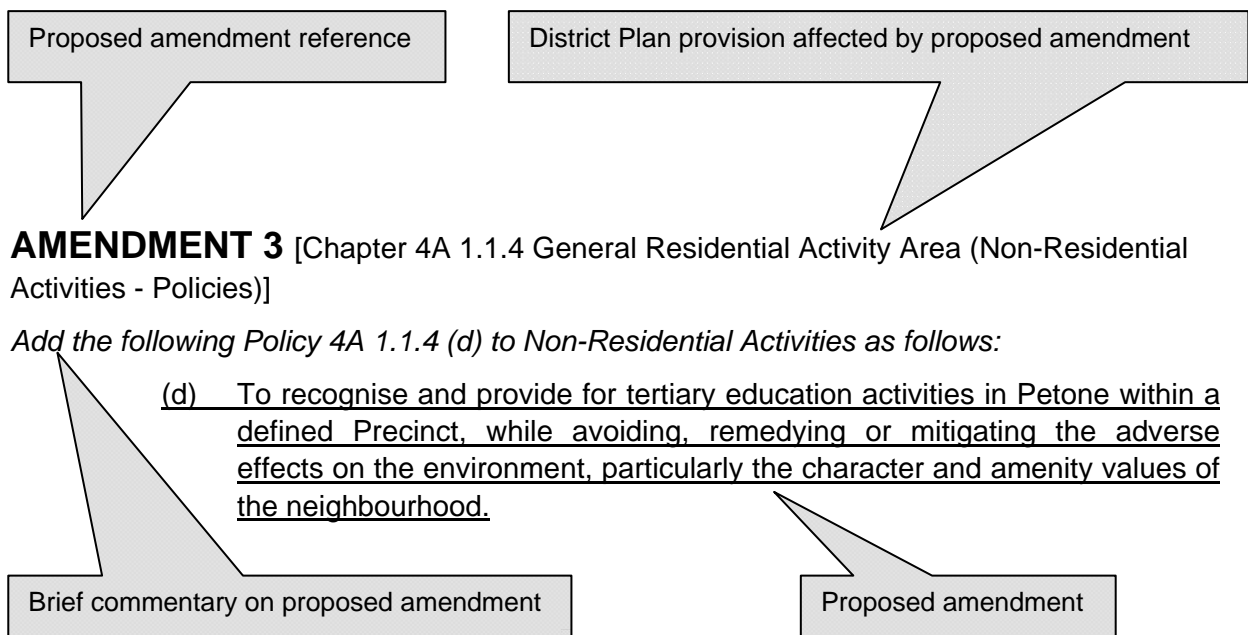 Proposed amendment reference
District Plan provision affected by proposed amendment
AMENDMENT 3 [Chapter 4A 1.1.4 General Residential Activity Area (Non-Residential
Activities - Policies)]
Add the following Policy 4A 1.1.4 (d) to Non-Residential Activities as follows:
(d) To recognise and provide for tertiary education activities in Petone within a
defined Precinct, while avoiding, remedying or mitigating the adverse
effects on the environment, particularly the character and amenity values of
the neighbourhood.
Brief commentary on proposed amendment
Proposed amendment